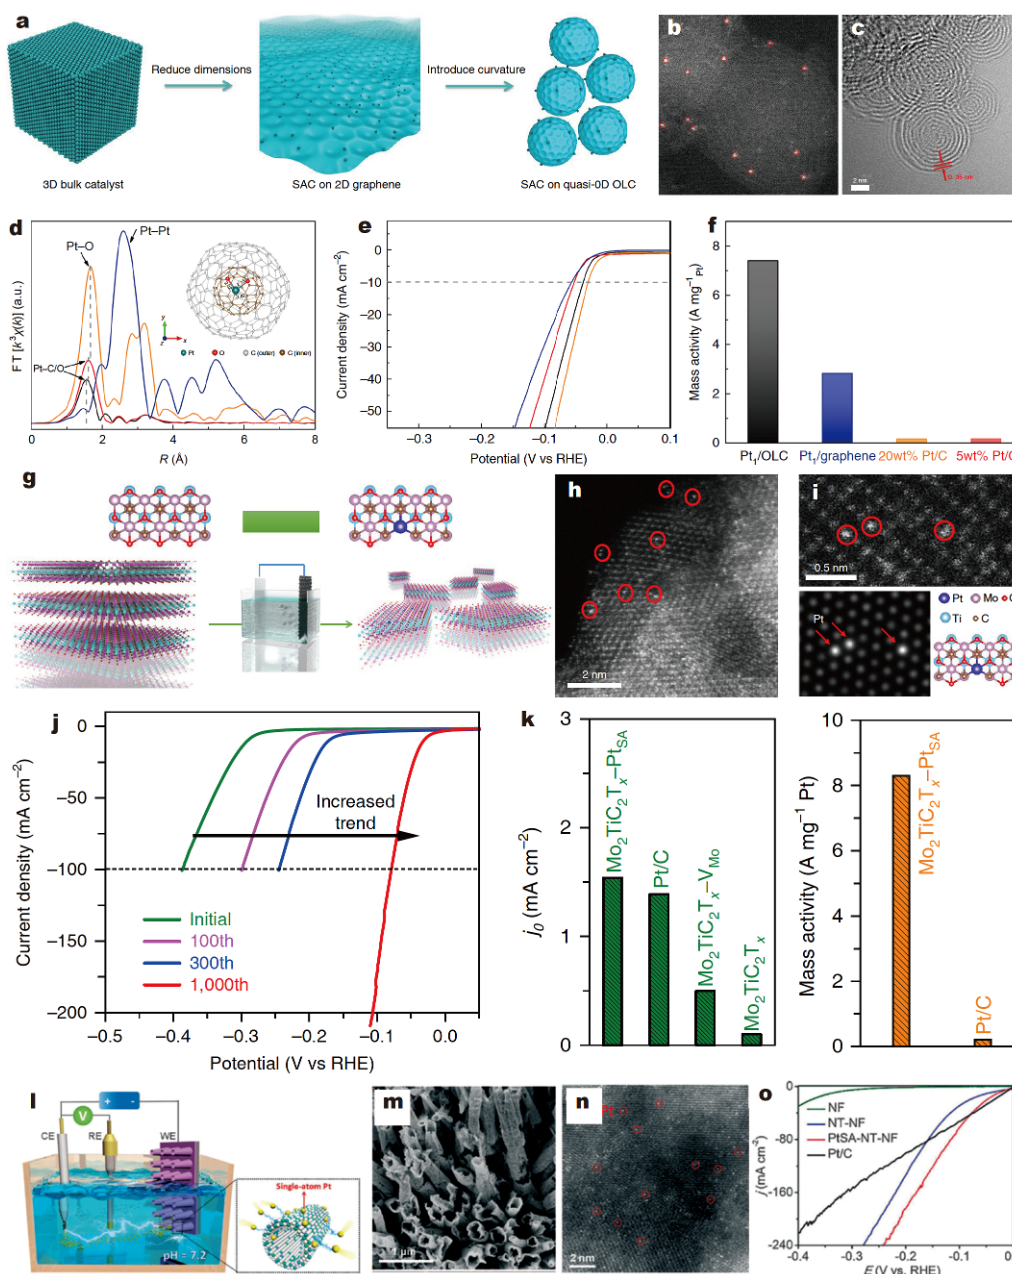 a
Reduce dimensions
Introduce curvature
3D bulk catalyst
SAC on 2D graphene
SAC on quasi-0D OLC
b
c
2 nm
d
Pt–Pt
Pt–O
Pt–C/O
FT [k³χ(k)] (a.u.)
y
z
x
Pt
O
C (outer)
C (inner)
0
2
4
6
8
R (Å)
e
Current density (mA cm⁻²)
0
−10
−20
−30
−40
−50
−0.3
−0.2
−0.1
0.0
0.1
Potential (V vs RHE)
f
Mass activity (A mg⁻¹Pt)
8
6
4
2
0
Pt₁/OLC
Pt₁/graphene
20wt% Pt/C
5wt% Pt/C
g
h
2 nm
i
0.5 nm
Pt
Pt
Mo
Ti
C
j
Current density (mA cm⁻²)
0
−50
−100
−150
−200
Increased
trend
Initial
100th
300th
1,000th
−0.5
−0.4
−0.3
−0.2
−0.1
0.0
Potential (V vs RHE)
k
j₀ (mA cm⁻²)
3
2
1
0
Mo₂TiC₂Tₓ–PtSA
Pt/C
Mo₂TiC₂Tₓ–VMo
Mo₂TiC₂Tₓ
Mass activity (A mg⁻¹ Pt)
10
8
6
4
2
0
Mo₂TiC₂Tₓ–PtSA
Pt/C
l
V
CE
RE
WE
Single-atom Pt
pH = 7.2
m
1 μm
n
Pt
2 nm
o
j (mA cm⁻²)
0
-80
-160
-240
NF
NT-NF
PtSA-NT-NF
Pt/C
-0.4
-0.3
-0.2
-0.1
0
E (V vs. RHE)